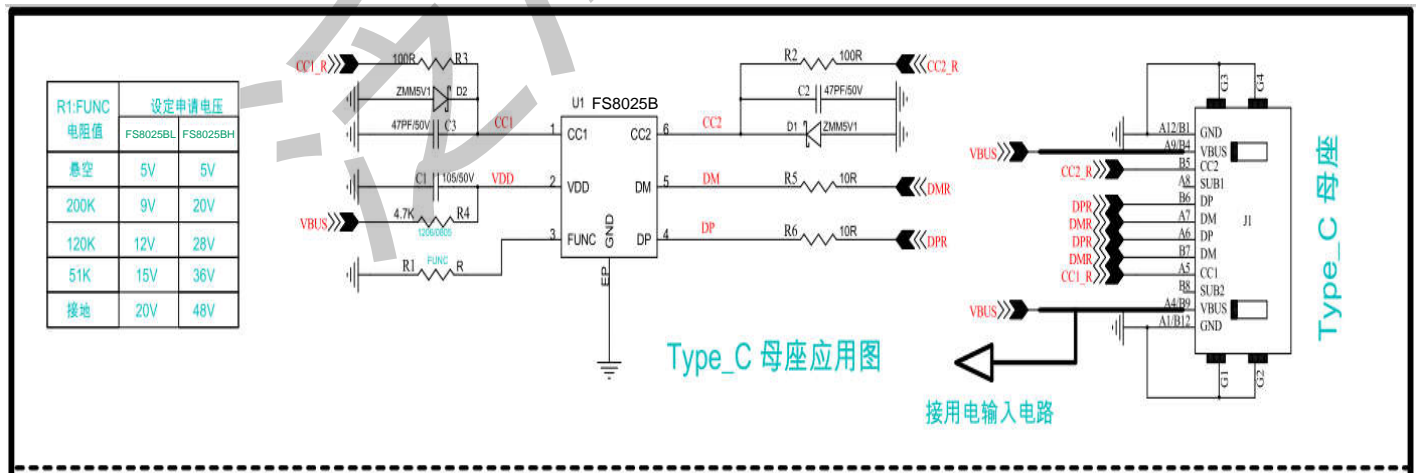 R1:FUNC 设定申请电压
电阻值 FS8025BL FS8025BH
悬空 5V 5V
200K 9V 20V
120K 12V 28V
51K 15V 36V
接地 20V 48V
CC1_R 100R R3
ZMM5V1 D2
47PF/50V C3 CC1
C1 105/50V VDD
VBUS 4.7K R4
1206/0805
R1 FUNC R
U1 FS8025B
1 CC1 CC2 6
2 VDD DM 5
3 FUNC GND DP 4
EP
R2 100R CC2_R
C2 47PF/50V
CC2 D1 ZMM5V1
DM R5 10R DMR
DP R6 10R DPR
Type_C 母座应用图
G3 G4
A12/B1 GND
VBUS A9/B4 VBUS
CC2_R B5 CC2
A8 SUB1
DPR B6 DP
DMR A7 DM
DPR A6 DP
DMR B7 DM
CC1_R A5 CC1
B8 SUB2
VBUS A4/B9 VBUS
A1/B12 GND
J1
G1 G2
接用电输入电路
Type_C 母座